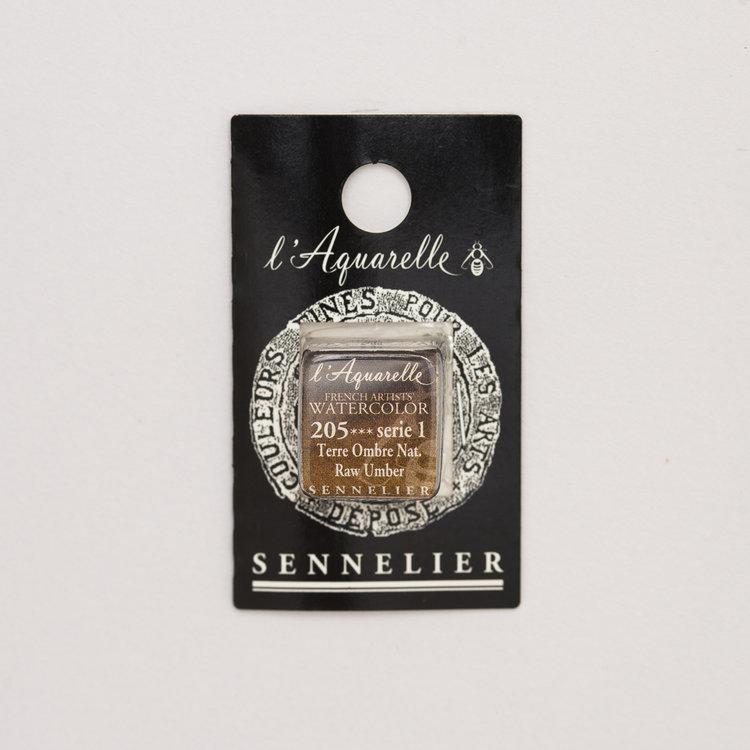 l'Aquarelle
COULEURS FINES POUR LES ARTS
DÉPOSÉ
l'Aquarelle
FRENCH ARTISTS'
WATERCOLOR
205*** serie 1
Terre Ombre Nat.
Raw Umber
SENNELIER
SENNELIER